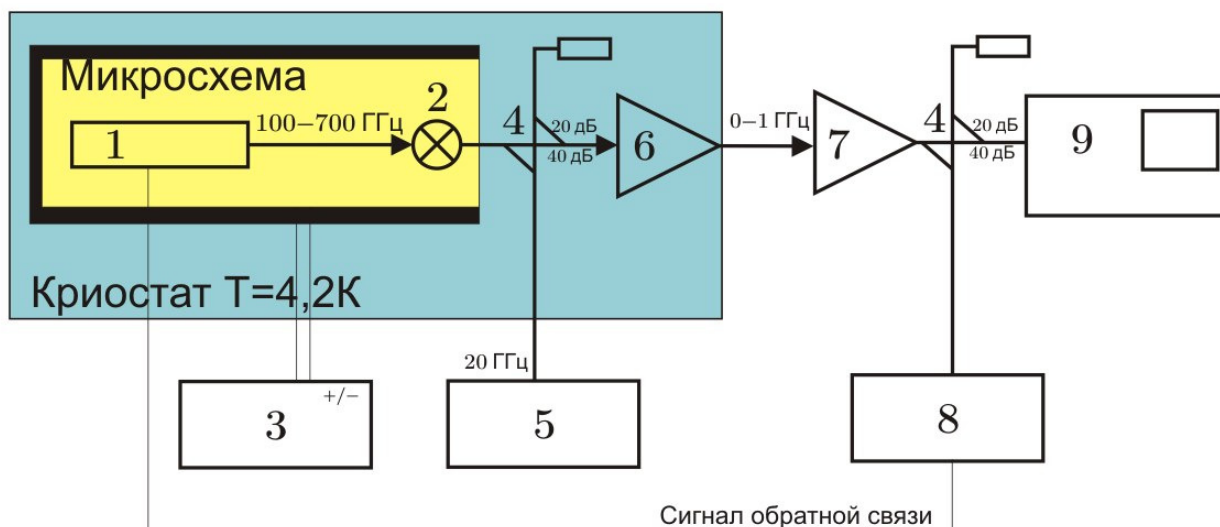 Микросхема
2
100–700 ГГц
1
4
20 дБ
40 дБ
6
0–1 ГГц
7
4
20 дБ
40 дБ
9
Криостат T=4,2К
20 ГГц
+/−
3
5
8
Сигнал обратной связи